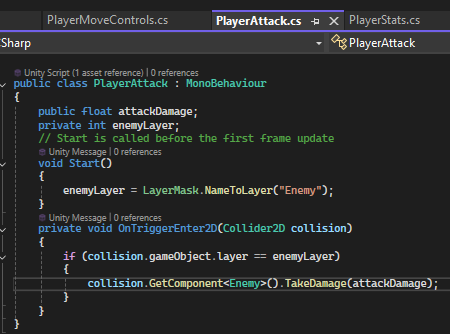 PlayerMoveControls.cs PlayerAttack.cs PlayerStats.cs
Sharp PlayerAttack
Unity Script (1 asset reference) | 0 references
public class PlayerAttack : MonoBehaviour
{
public float attackDamage;
private int enemyLayer;
// Start is called before the first frame update
Unity Message | 0 references
void Start()
{
enemyLayer = LayerMask.NameToLayer("Enemy");
}
Unity Message | 0 references
private void OnTriggerEnter2D(Collider2D collision)
{
if (collision.gameObject.layer == enemyLayer)
{
collision.GetComponent<Enemy>().TakeDamage(attackDamage);
}
}
}